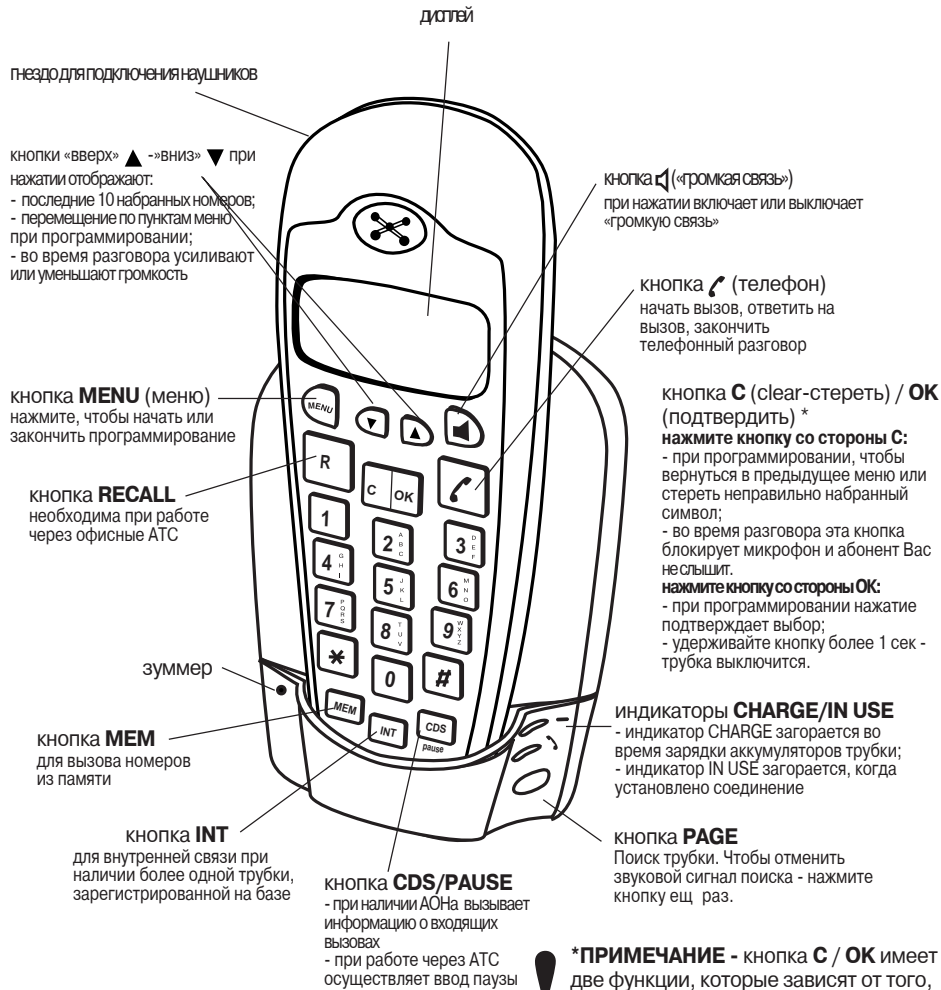 дисплей
гнездо для подключения наушников
кнопки «вверх» ▲ -»вниз» ▼ при
нажатии отображают:
- последние 10 набранных номеров;
- перемещение по пунктам меню
при программировании;
- во время разговора усиливают
или уменьшают громкость
кнопка («громкая связь»)
при нажатии включает или выключает
«громкую связь»
кнопка (телефон)
начать вызов, ответить на
вызов, закончить
телефонный разговор
кнопка MENU (меню)
нажмите, чтобы начать или
закончить программирование
кнопка C (clear-стереть) / OK
(подтвердить) *
нажмите кнопку со стороны C:
- при программировании, чтобы
вернуться в предыдущее меню или
стереть неправильно набранный
символ;
- во время разговора эта кнопка
блокирует микрофон и абонент Вас
не слышит.
нажмите кнопку со стороны OK:
- при программировании нажатие
подтверждает выбор;
- удерживайте кнопку более 1 сек -
трубка выключится.
кнопка RECALL
необходима при работе
через офисные АТС
MENU ▼ ▲
R C OK
1 2 ABC 3 DEF
4 GHI 5 JKL 6 MNO
7 PQRS 8 TUV 9 WXYZ
* 0 #
MEM INT CDS
pause
зуммер
кнопка MEM
для вызова номеров
из памяти
индикаторы CHARGE/IN USE
- индикатор CHARGE загорается во
время зарядки аккумуляторов трубки;
- индикатор IN USE загорается, когда
установлено соединение
кнопка INT
для внутренней связи при
наличии более одной трубки,
зарегистрированной на базе
кнопка PAGE
Поиск трубки. Чтобы отменить
звуковой сигнал поиска - нажмите
кнопку ещ раз.
кнопка CDS/PAUSE
- при наличии АОНа вызывает
информацию о входящих
вызовах
- при работе через АТС
осуществляет ввод паузы
*ПРИМЕЧАНИЕ - кнопка C / OK имеет
две функции, которые зависят от того,